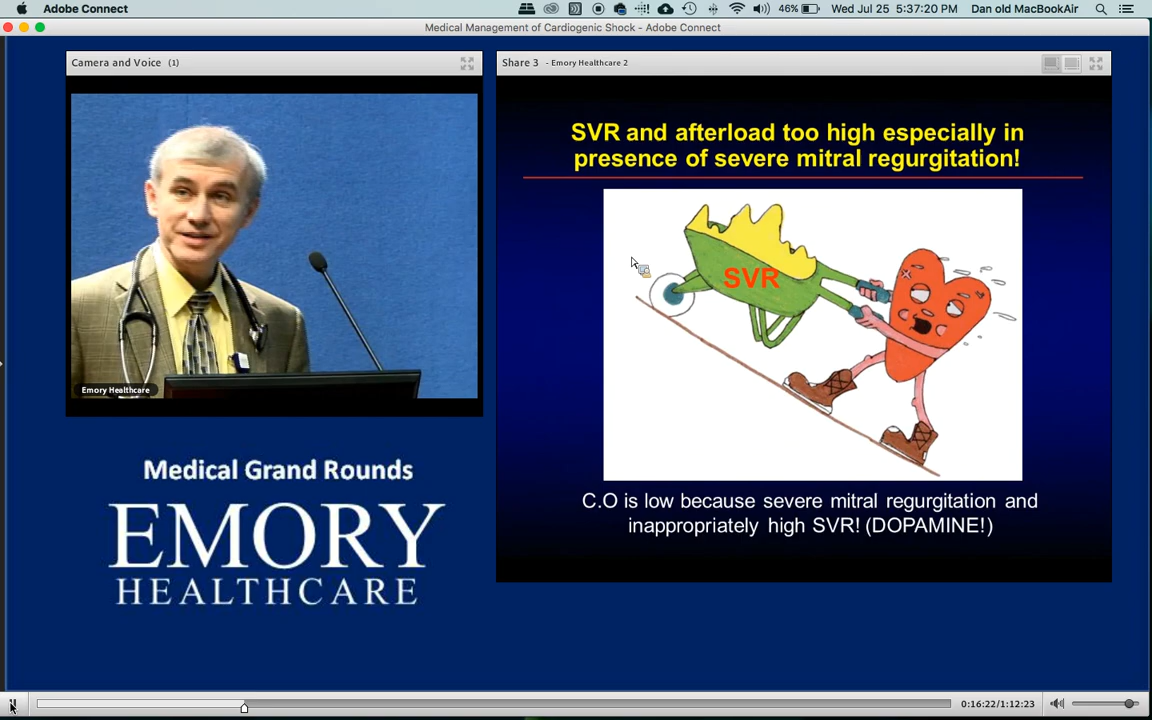 Adobe Connect
46%
Wed Jul 25 5:37:20 PM
Dan old MacBookAir
Medical Management of Cardiogenic Shock - Adobe Connect
Camera and Voice (1)
Share 3 - Emory Healthcare 2
Emory Healthcare
SVR and afterload too high especially in
presence of severe mitral regurgitation!
SVR
C.O is low because severe mitral regurgitation and
inappropriately high SVR! (DOPAMINE!)
Medical Grand Rounds
EMORY
HEALTHCARE
0:16:22/1:12:23